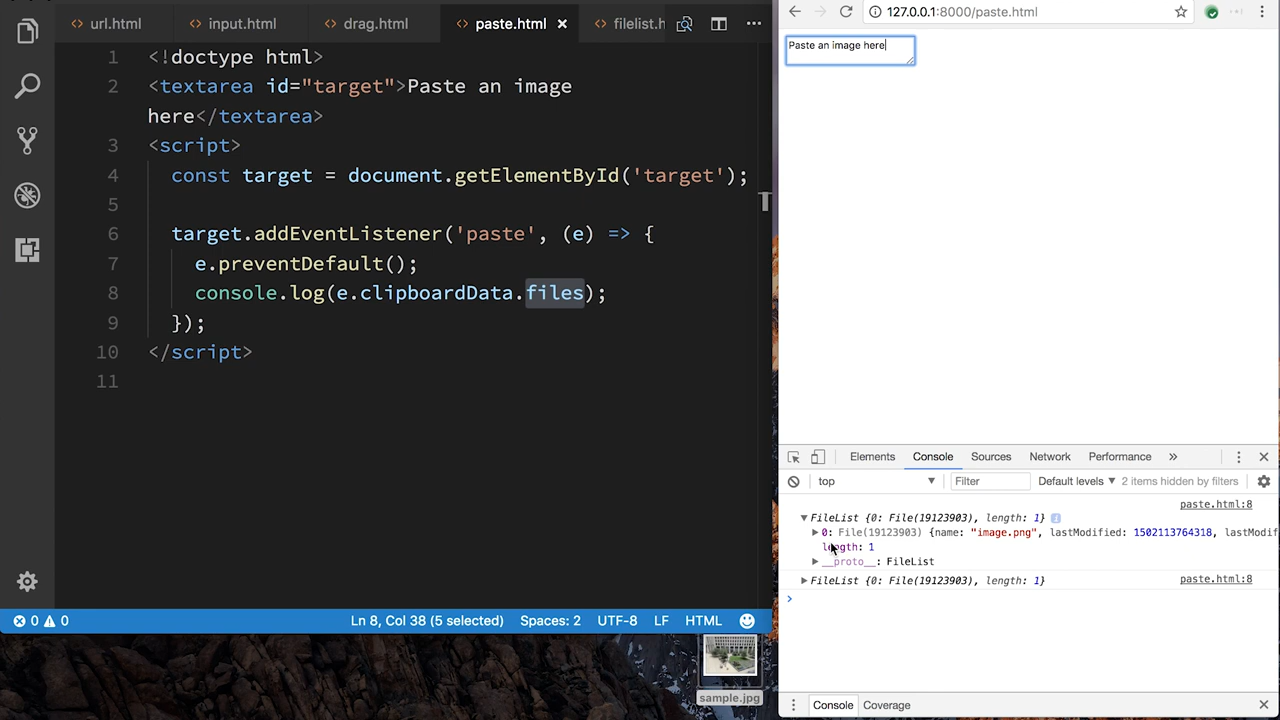 url.html
input.html
drag.html
paste.html
filelist.h
1 <!doctype html>
2 <textarea id="target">Paste an image
here</textarea>
3 <script>
4 const target = document.getElementById('target');
5
6 target.addEventListener('paste', (e) => {
7 e.preventDefault();
8 console.log(e.clipboardData.files);
9 });
10 </script>
11
0 0
Ln 8, Col 38 (5 selected)
Spaces: 2
UTF-8
LF
HTML
sample.jpg
127.0.0.1:8000/paste.html
Paste an image here
Elements
Console
Sources
Network
Performance
»
top
Filter
Default levels
2 items hidden by filters
paste.html:8
FileList {0: File(19123903), length: 1}
0: File(19123903) {name: "image.png", lastModified: 1502113764318, lastModif
length: 1
__proto__: FileList
FileList {0: File(19123903), length: 1}
paste.html:8
>
Console
Coverage